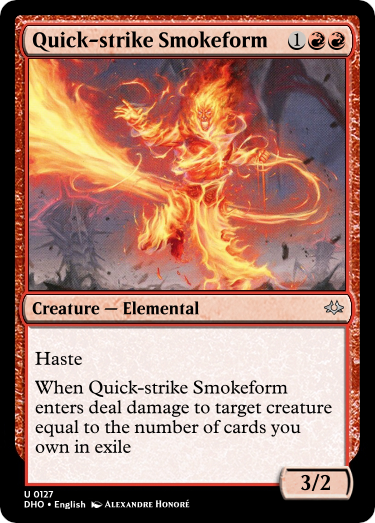 Quick-strike Smokeform 1
Creature — Elemental
Haste
When Quick-strike Smokeform
enters deal damage to target creature
equal to the number of cards you
own in exile
3/2
U 0127
DHO • English Alexandre Honoré